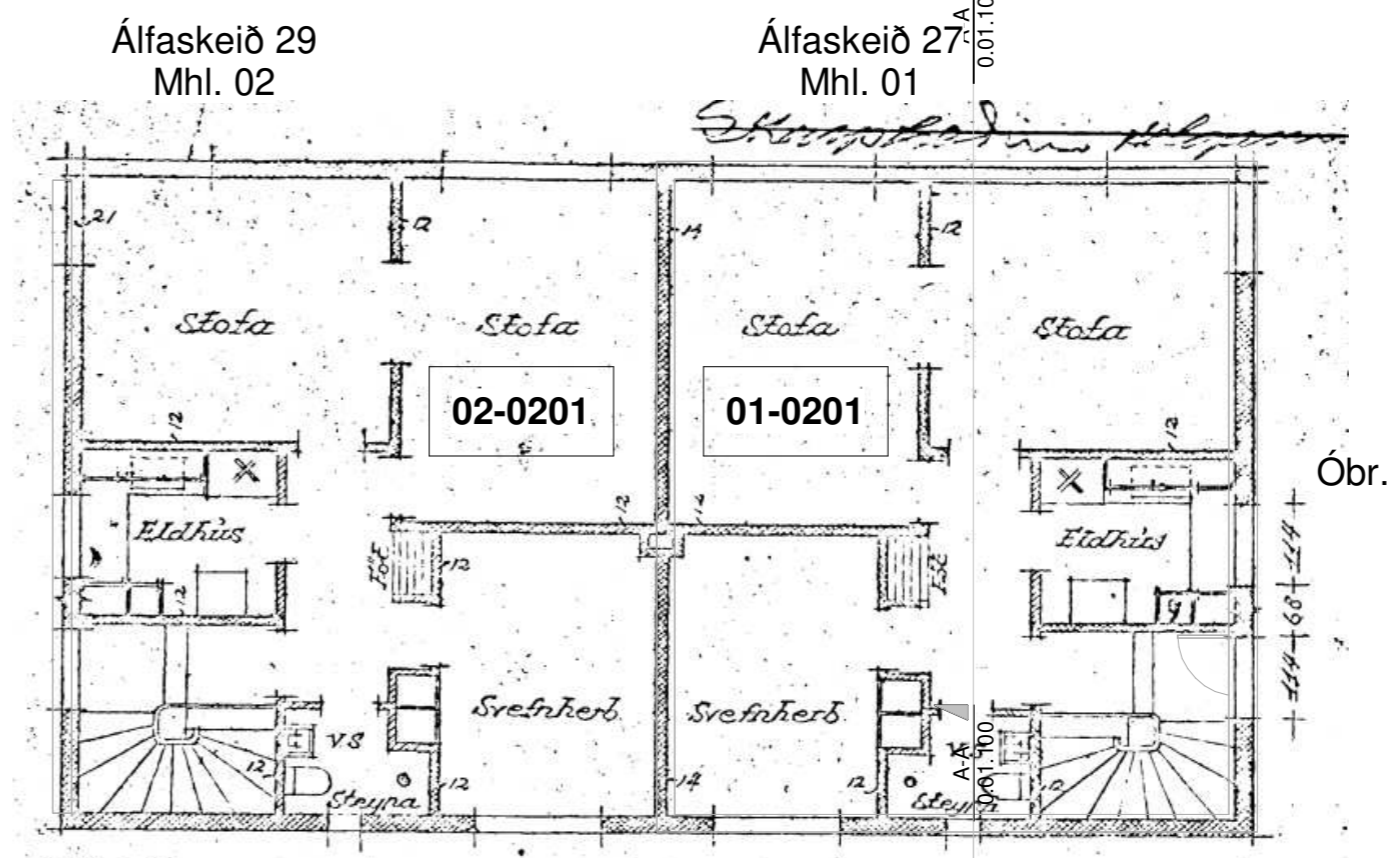 Álfaskeið 29
Mhl. 02
Álfaskeið 27
Mhl. 01
A-A
0.01.10
21
12
14
12
Stofa
Stofa
Stofa
Stofa
02-0201
01-0201
12
12
Óbr.
12
12
Eldhús
Eldhús
114
68
114
12
12
Svefnherb.
Svefnherb.
V.S
12
12
14
12
12
Steypa
A-A
0.01.100